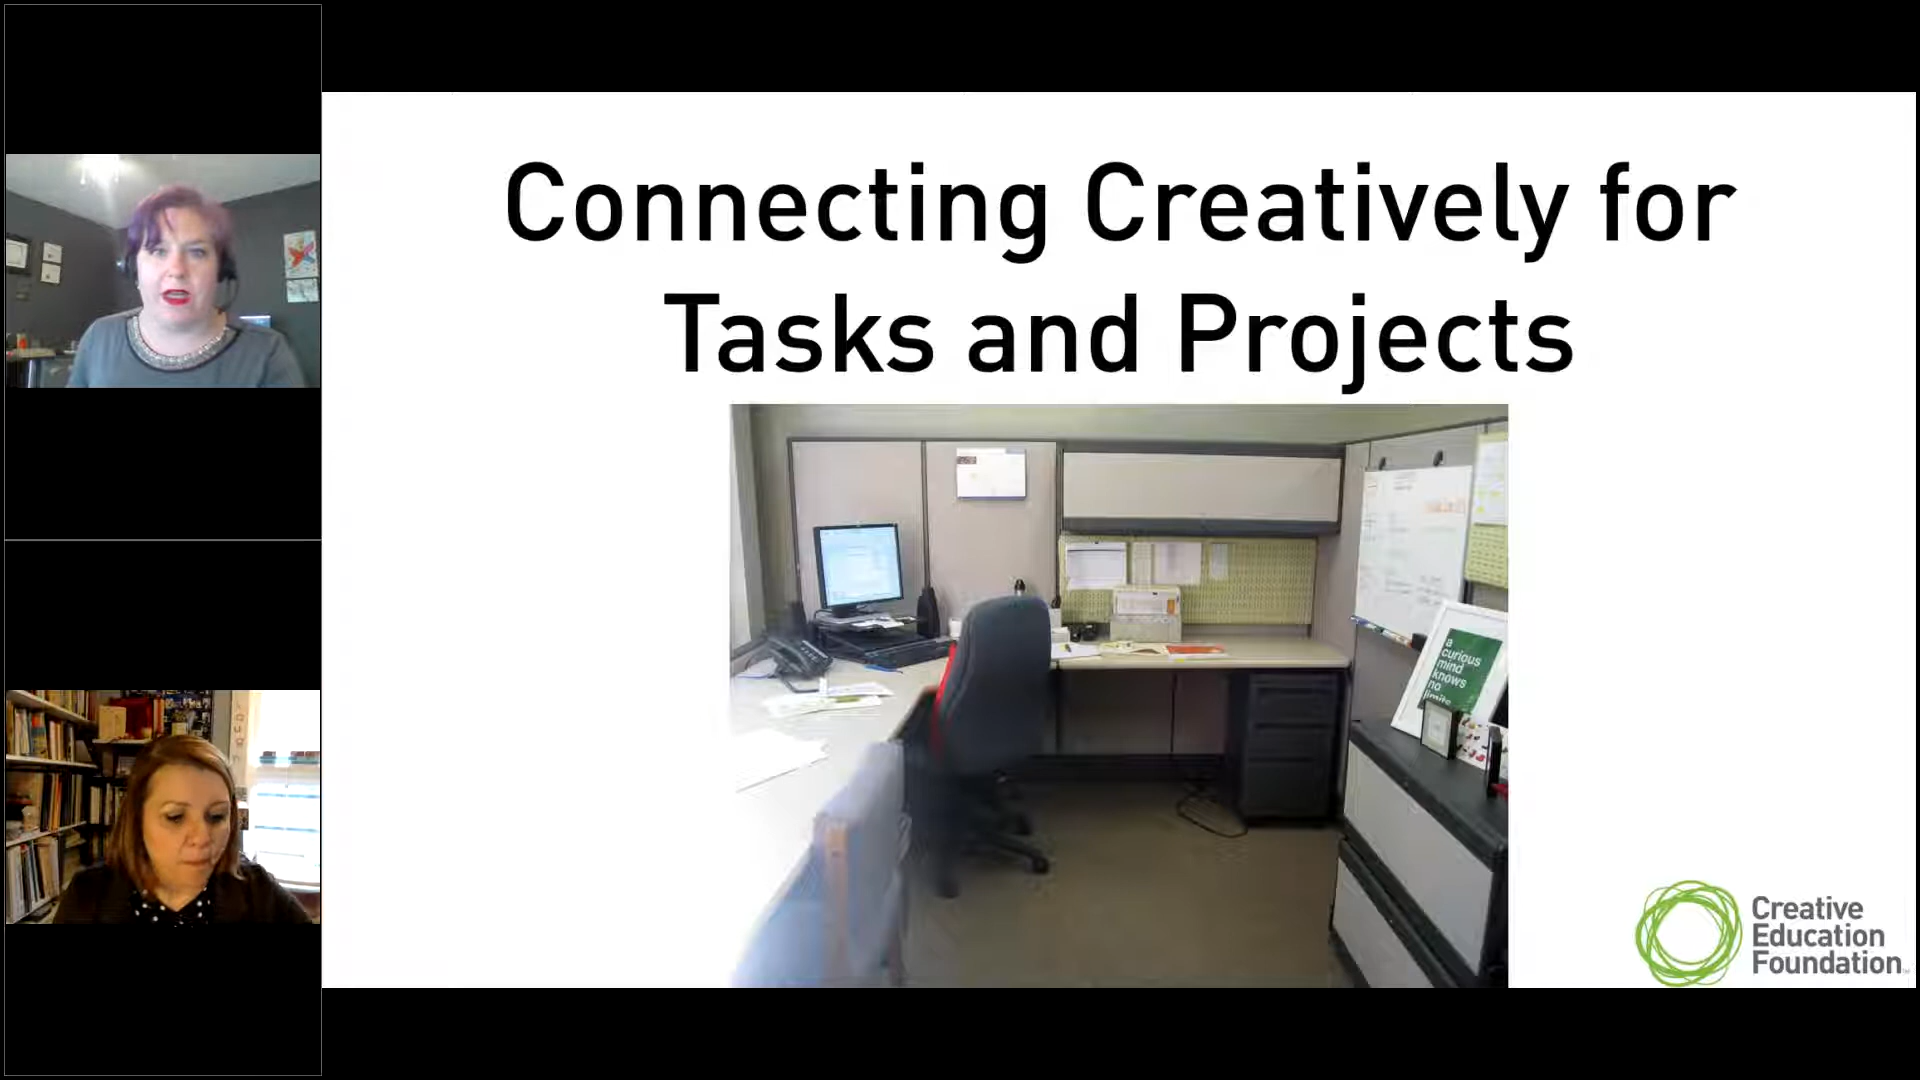 Connecting Creatively for
Tasks and Projects
a
curious
mind
knows
no
Creative
Education
Foundation